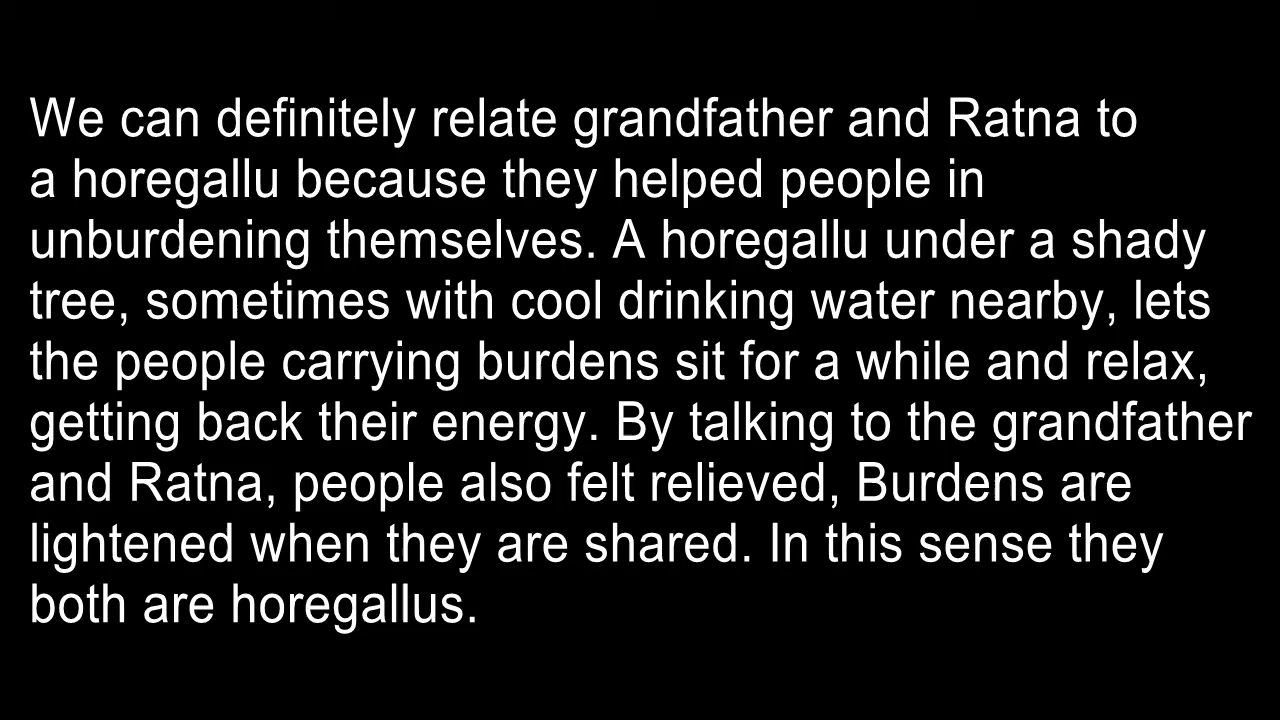 We can definitely relate grandfather and Ratna to
a horegallu because they helped people in
unburdening themselves. A horegallu under a shady
tree, sometimes with cool drinking water nearby, lets
the people carrying burdens sit for a while and relax,
getting back their energy. By talking to the grandfather
and Ratna, people also felt relieved, Burdens are
lightened when they are shared. In this sense they
both are horegallus.